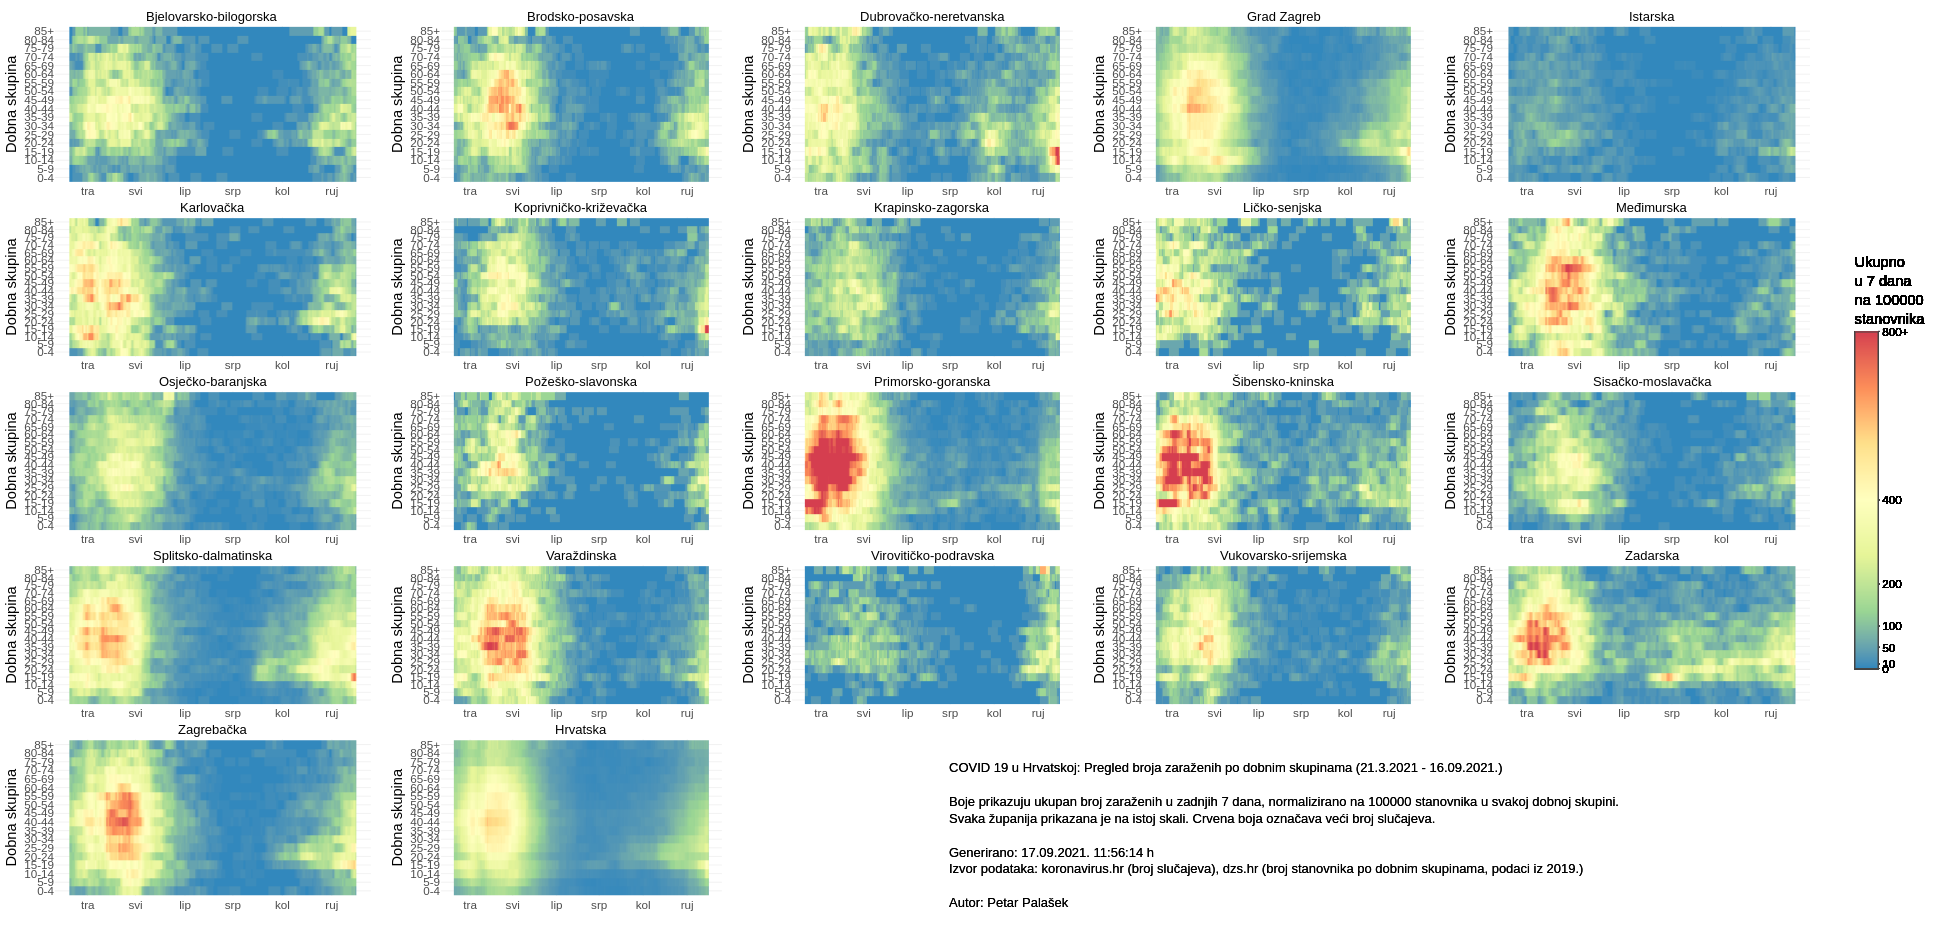 Bjelovarsko-bilogorska
Brodsko-posavska
Dubrovačko-neretvanska
Grad Zagreb
Istarska
Dobna skupina
85+
80-84
75-79
70-74
65-69
60-64
55-59
50-54
45-49
40-44
35-39
30-34
25-29
20-24
15-19
10-14
5-9
0-4
tra svi lip srp kol ruj
Karlovačka
Koprivničko-križevačka
Krapinsko-zagorska
Ličko-senjska
Međimurska
Osječko-baranjska
Požeško-slavonska
Primorsko-goranska
Šibensko-kninska
Sisačko-moslavačka
Splitsko-dalmatinska
Varaždinska
Virovitičko-podravska
Vukovarsko-srijemska
Zadarska
Zagrebačka
Hrvatska
Ukupno
u 7 dana
na 100000
stanovnika
800+
400
200
100
50
10
0
COVID 19 u Hrvatskoj: Pregled broja zaraženih po dobnim skupinama (21.3.2021 - 16.09.2021.)
Boje prikazuju ukupan broj zaraženih u zadnjih 7 dana, normalizirano na 100000 stanovnika u svakoj dobnoj skupini.
Svaka županija prikazana je na istoj skali. Crvena boja označava veći broj slučajeva.
Generirano: 17.09.2021. 11:56:14 h
Izvor podataka: koronavirus.hr (broj slučajeva), dzs.hr (broj stanovnika po dobnim skupinama, podaci iz 2019.)
Autor: Petar Palašek